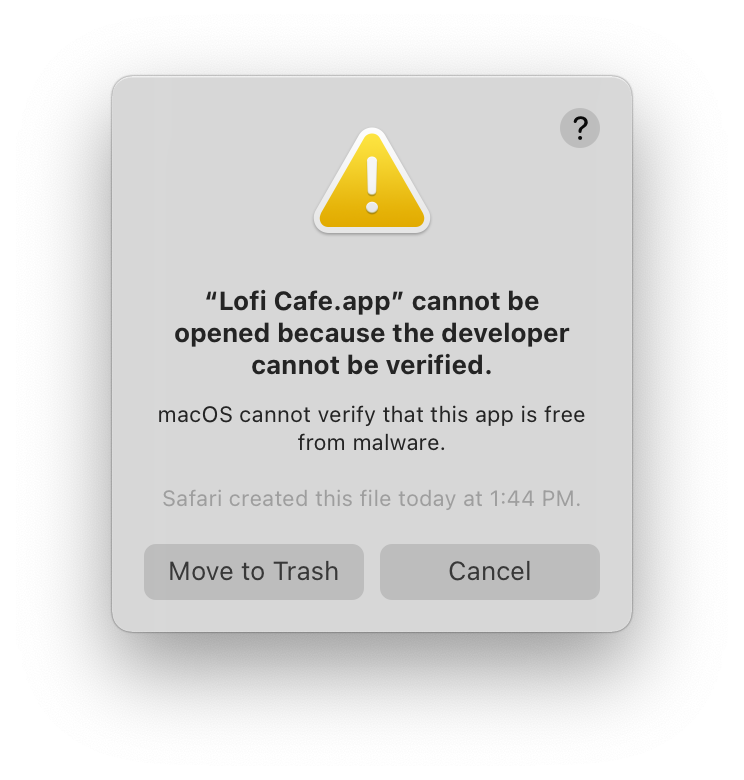 ?
“Lofi Cafe.app” cannot be
opened because the developer
cannot be verified.
macOS cannot verify that this app is free
from malware.
Safari created this file today at 1:44 PM.
Move to Trash
Cancel